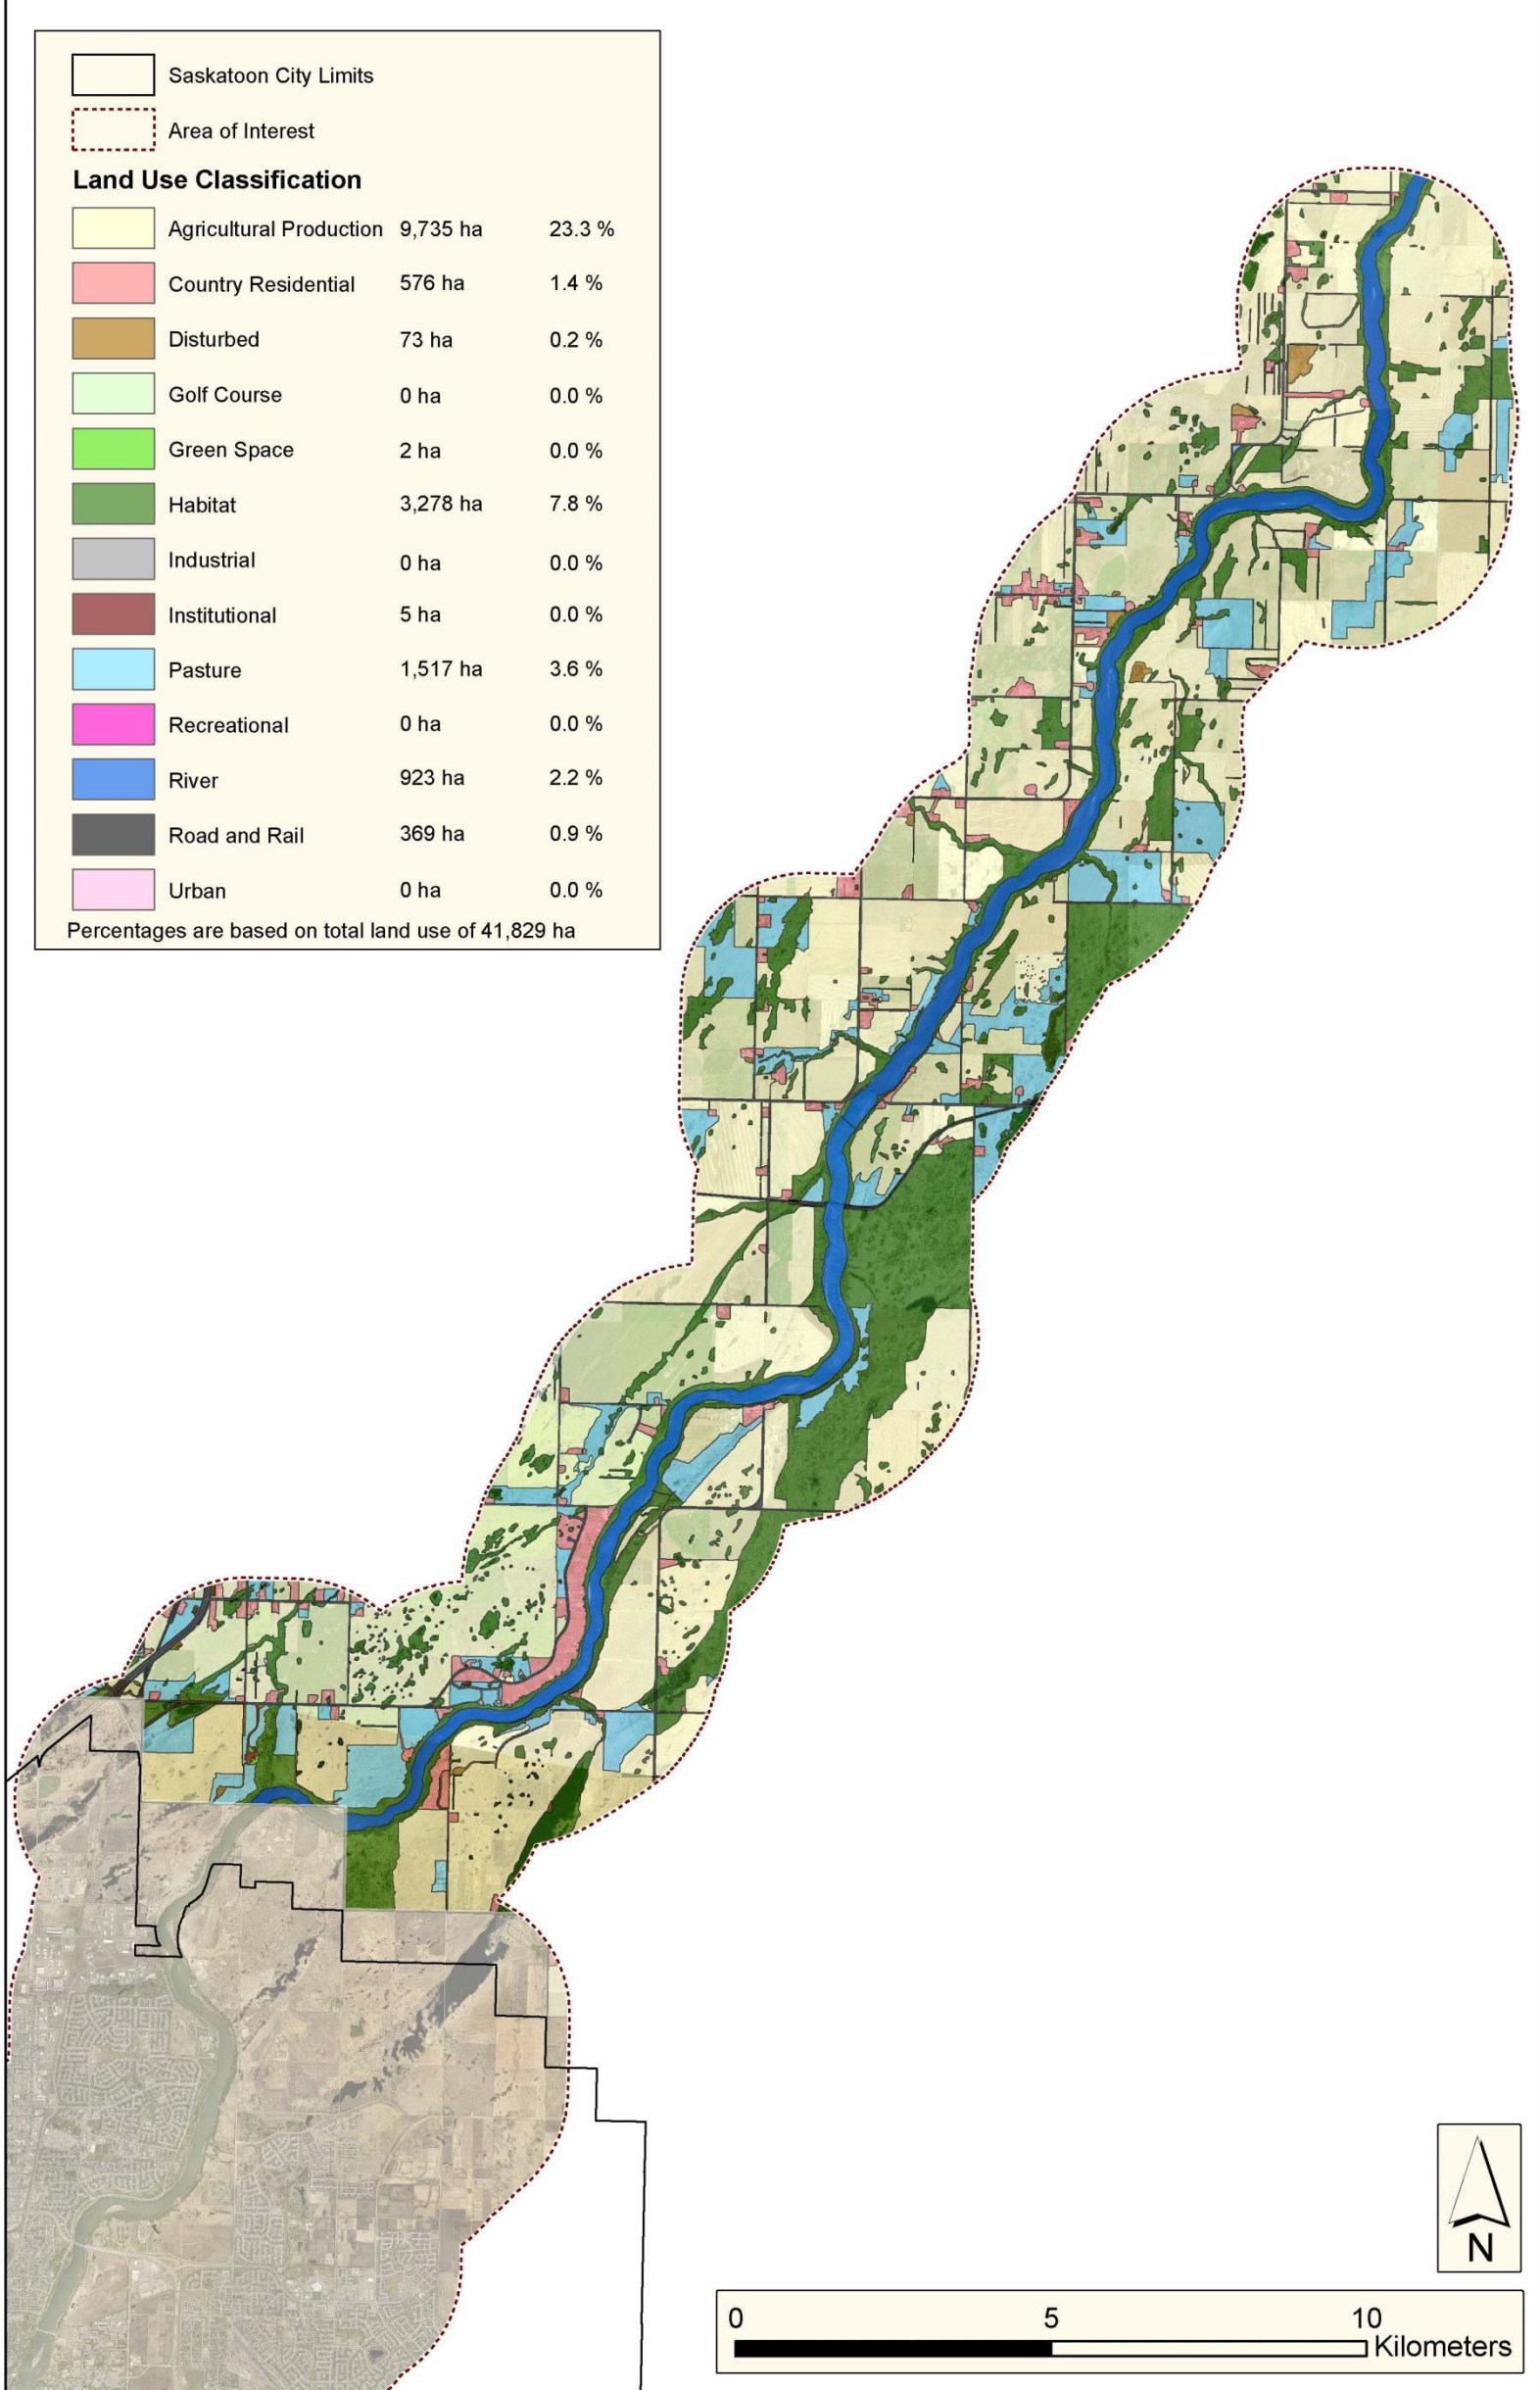 Saskatoon City Limits
Area of Interest
Land Use Classification
Agricultural Production 9,735 ha 23.3 %
Country Residential 576 ha 1.4 %
Disturbed 73 ha 0.2 %
Golf Course 0 ha 0.0 %
Green Space 2 ha 0.0 %
Habitat 3,278 ha 7.8 %
Industrial 0 ha 0.0 %
Institutional 5 ha 0.0 %
Pasture 1,517 ha 3.6 %
Recreational 0 ha 0.0 %
River 923 ha 2.2 %
Road and Rail 369 ha 0.9 %
Urban 0 ha 0.0 %
Percentages are based on total land use of 41,829 ha
N
0 5 10
Kilometers